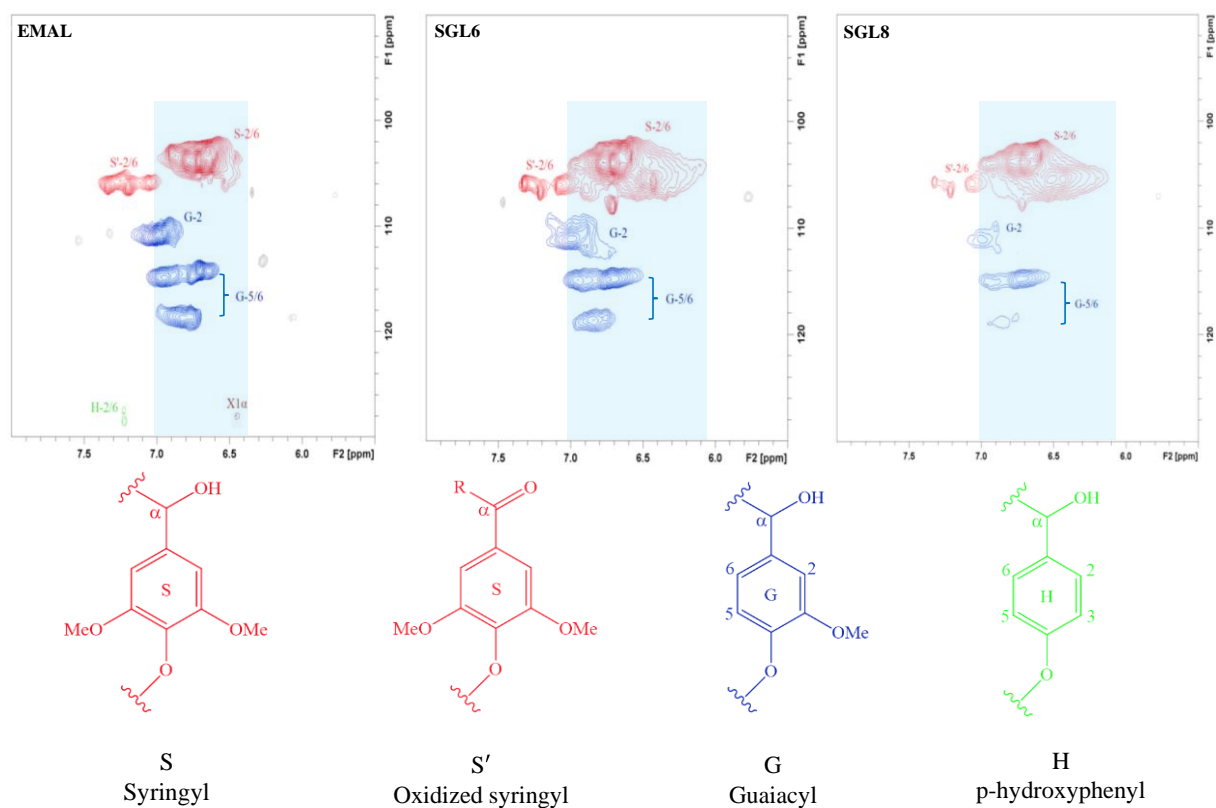 EMAL
SGL6
SGL8
S-2/6
S'-2/6
G-2
G-5/6
H-2/6
X1α
100
110
120
F1 [ppm]
7.5
7.0
6.5
6.0
F2 [ppm]
S-2/6
S'-2/6
G-2
G-5/6
100
110
120
F1 [ppm]
7.5
7.0
6.5
6.0
F2 [ppm]
S-2/6
S'-2/6
G-2
G-5/6
100
110
120
F1 [ppm]
7.5
7.0
6.5
6.0
F2 [ppm]
OH
α
S
MeO
OMe
O
R
O
α
S
MeO
OMe
O
OH
α
6
2
G
5
OMe
O
OH
α
6
2
H
5
3
O
S
Syringyl
S′
Oxidized syringyl
G
Guaiacyl
H
p-hydroxyphenyl